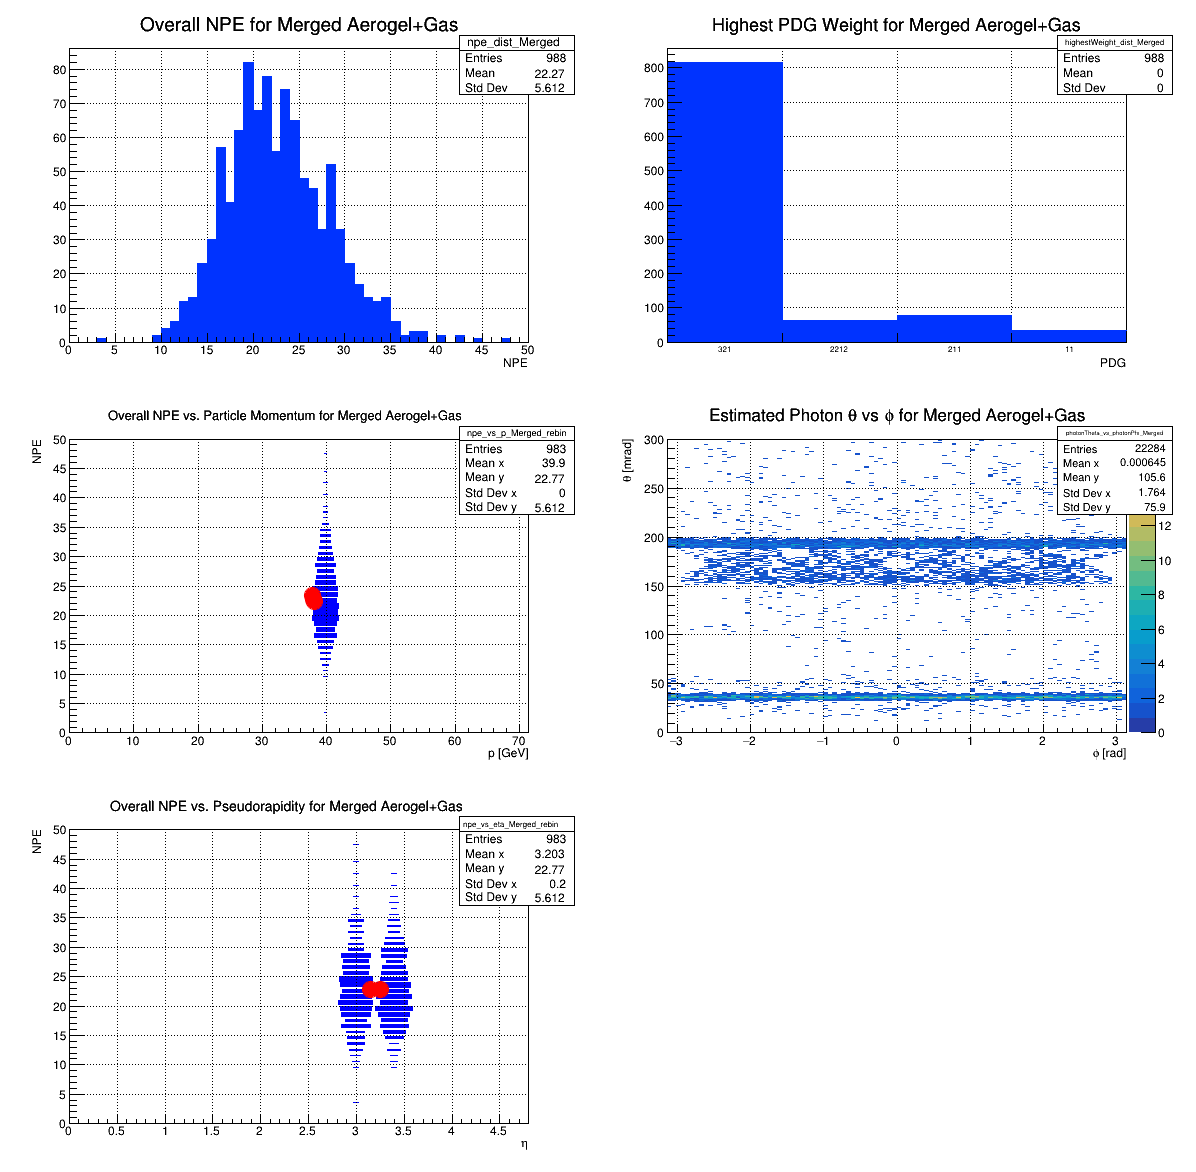 Overall NPE for Merged Aerogel+Gas
npe_dist_Merged
Entries 988
Mean 22.27
Std Dev 5.612
80
70
60
50
40
30
20
10
0
0 5 10 15 20 25 30 35 40 45 50
NPE
Highest PDG Weight for Merged Aerogel+Gas
highestWeight_dist_Merged
Entries 988
Mean 0
Std Dev 0
800
700
600
500
400
300
200
100
0
321 2212 211 11
PDG
Overall NPE vs. Particle Momentum for Merged Aerogel+Gas
npe_vs_p_Merged_rebin
Entries 983
Mean x 39.9
Mean y 22.77
Std Dev x 0
Std Dev y 5.612
NPE
50
45
40
35
30
25
20
15
10
5
0
0 10 20 30 40 50 60 70
p [GeV]
Estimated Photon θ vs ϕ for Merged Aerogel+Gas
photonTheta_vs_photonPhi_Merged
Entries 22284
Mean x 0.000645
Mean y 105.6
Std Dev x 1.764
Std Dev y 75.9
θ [mrad]
300
250
200
150
100
50
0
−3 −2 −1 0 1 2 3
ϕ [rad]
12
10
8
6
4
2
0
Overall NPE vs. Pseudorapidity for Merged Aerogel+Gas
npe_vs_eta_Merged_rebin
Entries 983
Mean x 3.203
Mean y 22.77
Std Dev x 0.2
Std Dev y 5.612
NPE
50
45
40
35
30
25
20
15
10
5
0
0 0.5 1 1.5 2 2.5 3 3.5 4 4.5
η